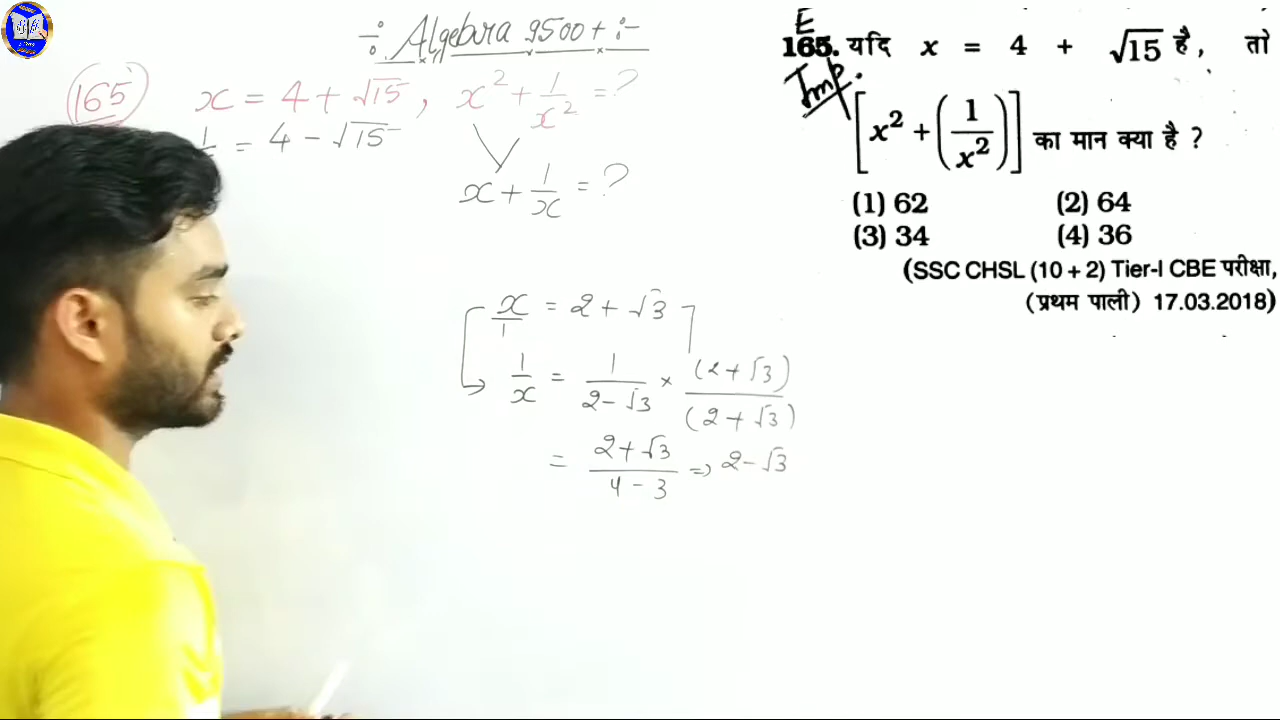 ÷ Algebra 9500+ :-
165 x = 4 + √15 , x² + 1/x² = ?
= 4 - √15
x + 1/x = ?
x/1 = 2 + √3
1/x = 1/(2-√3) × (2+√3)/(2+√3)
= (2+√3)/(4-3) => 2-√3
E
165. यदि x = 4 + √15 है, तो
Imp.
[x² + (1/x²)] का मान क्या है ?
(1) 62 (2) 64
(3) 34 (4) 36
(SSC CHSL (10 + 2) Tier-I CBE परीक्षा,
(प्रथम पाली) 17.03.2018)